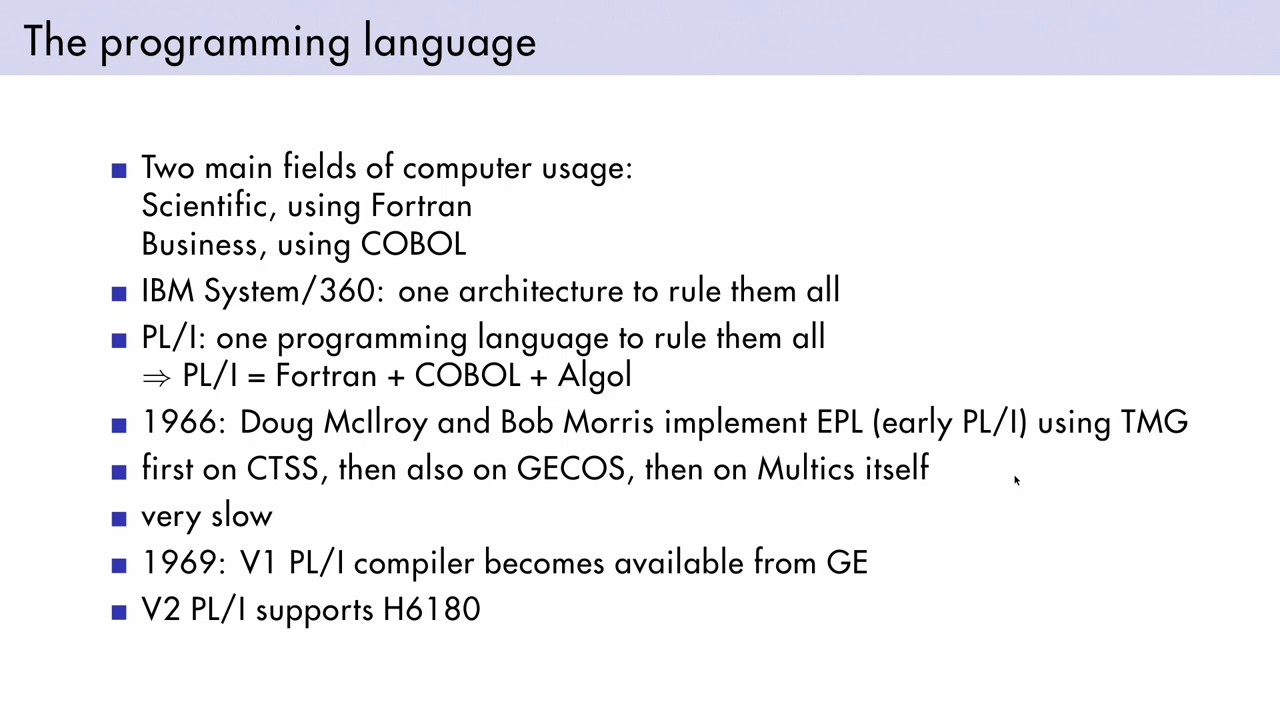 The programming language
Two main fields of computer usage:
Scientific, using Fortran
Business, using COBOL
IBM System/360: one architecture to rule them all
PL/I: one programming language to rule them all
⇒ PL/I = Fortran + COBOL + Algol
1966: Doug McIlroy and Bob Morris implement EPL (early PL/I) using TMG
first on CTSS, then also on GECOS, then on Multics itself
very slow
1969: V1 PL/I compiler becomes available from GE
V2 PL/I supports H6180